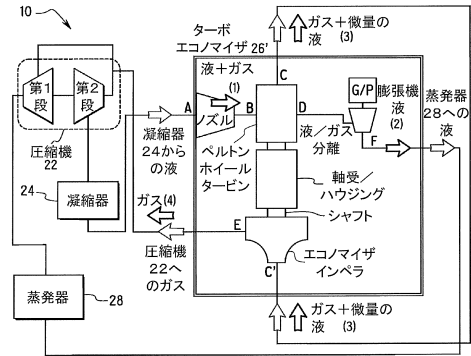 10
ターボ
エコノマイザ 26'
ガス＋微量の
液
(3)
第1
段
第2
段
圧縮機
22
24
凝縮器
蒸発器
28
A
凝縮器
24から
の液
液＋ガス
(1)
ノズル
B
C
D
ペルトン
ホイール
タービン
液／ガス
分離
G/P
膨張機
液
(2)
F
蒸発器
28への
液
軸受／
ハウジング
シャフト
ガス(4)
E
圧縮機
22へ
のガス
エコノマイザ
インペラ
C'
ガス＋微量の
液 (3)